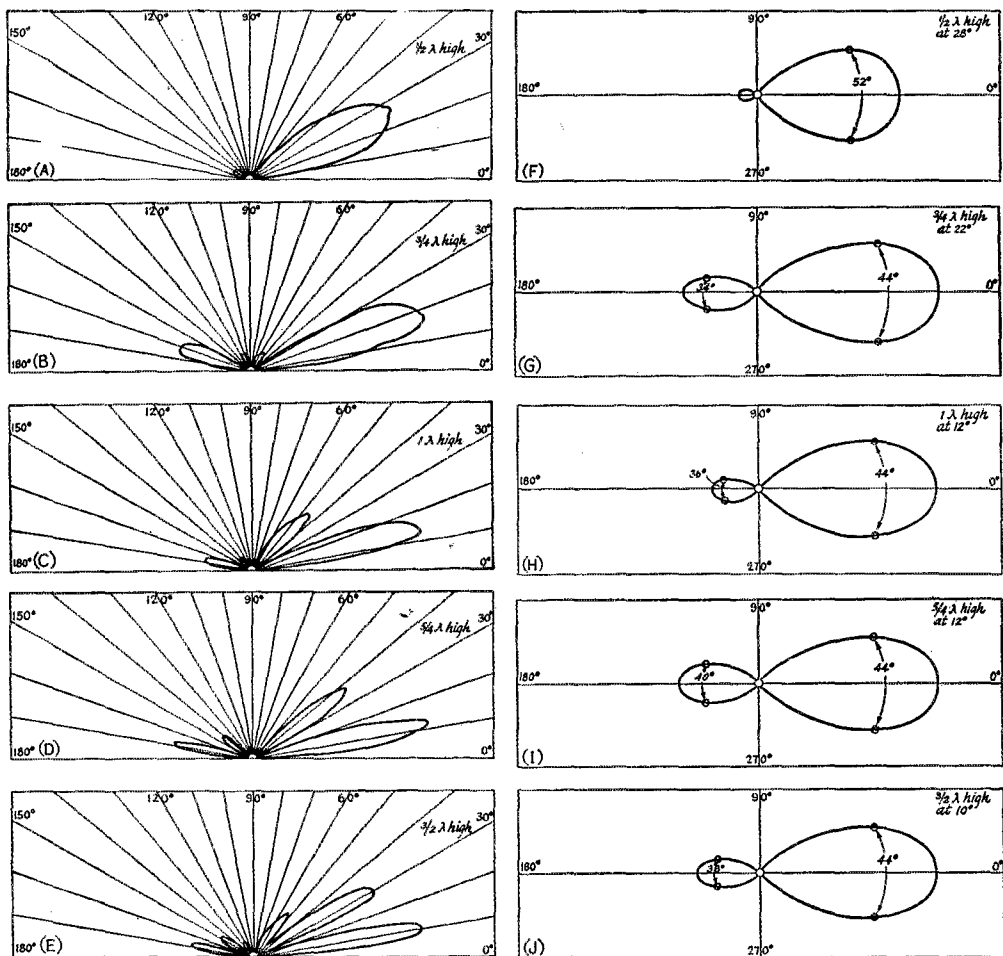 120° 90° 60°
150° 30°
½ λ high
180° (A) 0°
120° 90° 60°
150° 30°
¾ λ high
180° (B) 0°
120° 90° 60°
150° 30°
1 λ high
180° (C) 0°
120° 90° 60°
150° 30°
5/4 λ high
180° (D) 0°
120° 90° 60°
150° 30°
3/2 λ high
180° (E) 0°
90° ½ λ high
at 28°
52°
180° 0°
(F) 270°
90° ¾ λ high
at 22°
44°
180° 0°
(G) 270°
90° 1 λ high
at 12°
36° 44°
180° 0°
(H) 270°
90° 5/4 λ high
at 12°
40° 44°
180° 0°
(I) 270°
90° 3/2 λ high
at 10°
44°
180° 0°
(J) 270°